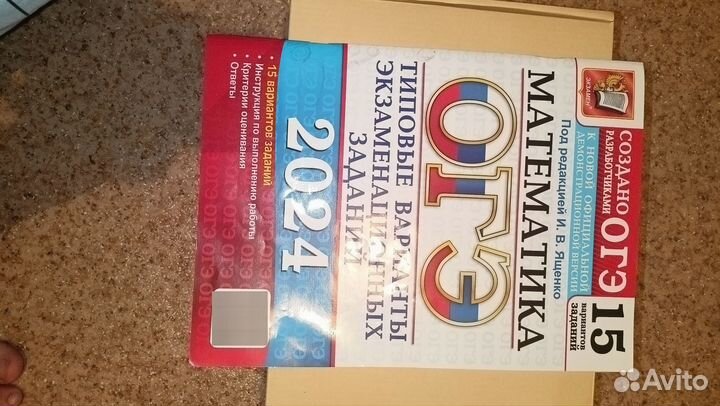 ЭКЗАМЕН
СОЗДАНО
РАЗРАБОТЧИКАМИ ОГЭ
К НОВОЙ ОФИЦИАЛЬНОЙ
ДЕМОНСТРАЦИОННОЙ ВЕРСИИ
15
вариантов
заданий
Под редакцией И. В. Ященко
МАТЕМАТИКА
ОГЭ
ТИПОВЫЕ ВАРИАНТЫ
ЭКЗАМЕНАЦИОННЫХ
ЗАДАНИЙ
2024
• 15 вариантов заданий
• Инструкция по выполнению работы
• Критерии оценивания
• Ответы
Avito